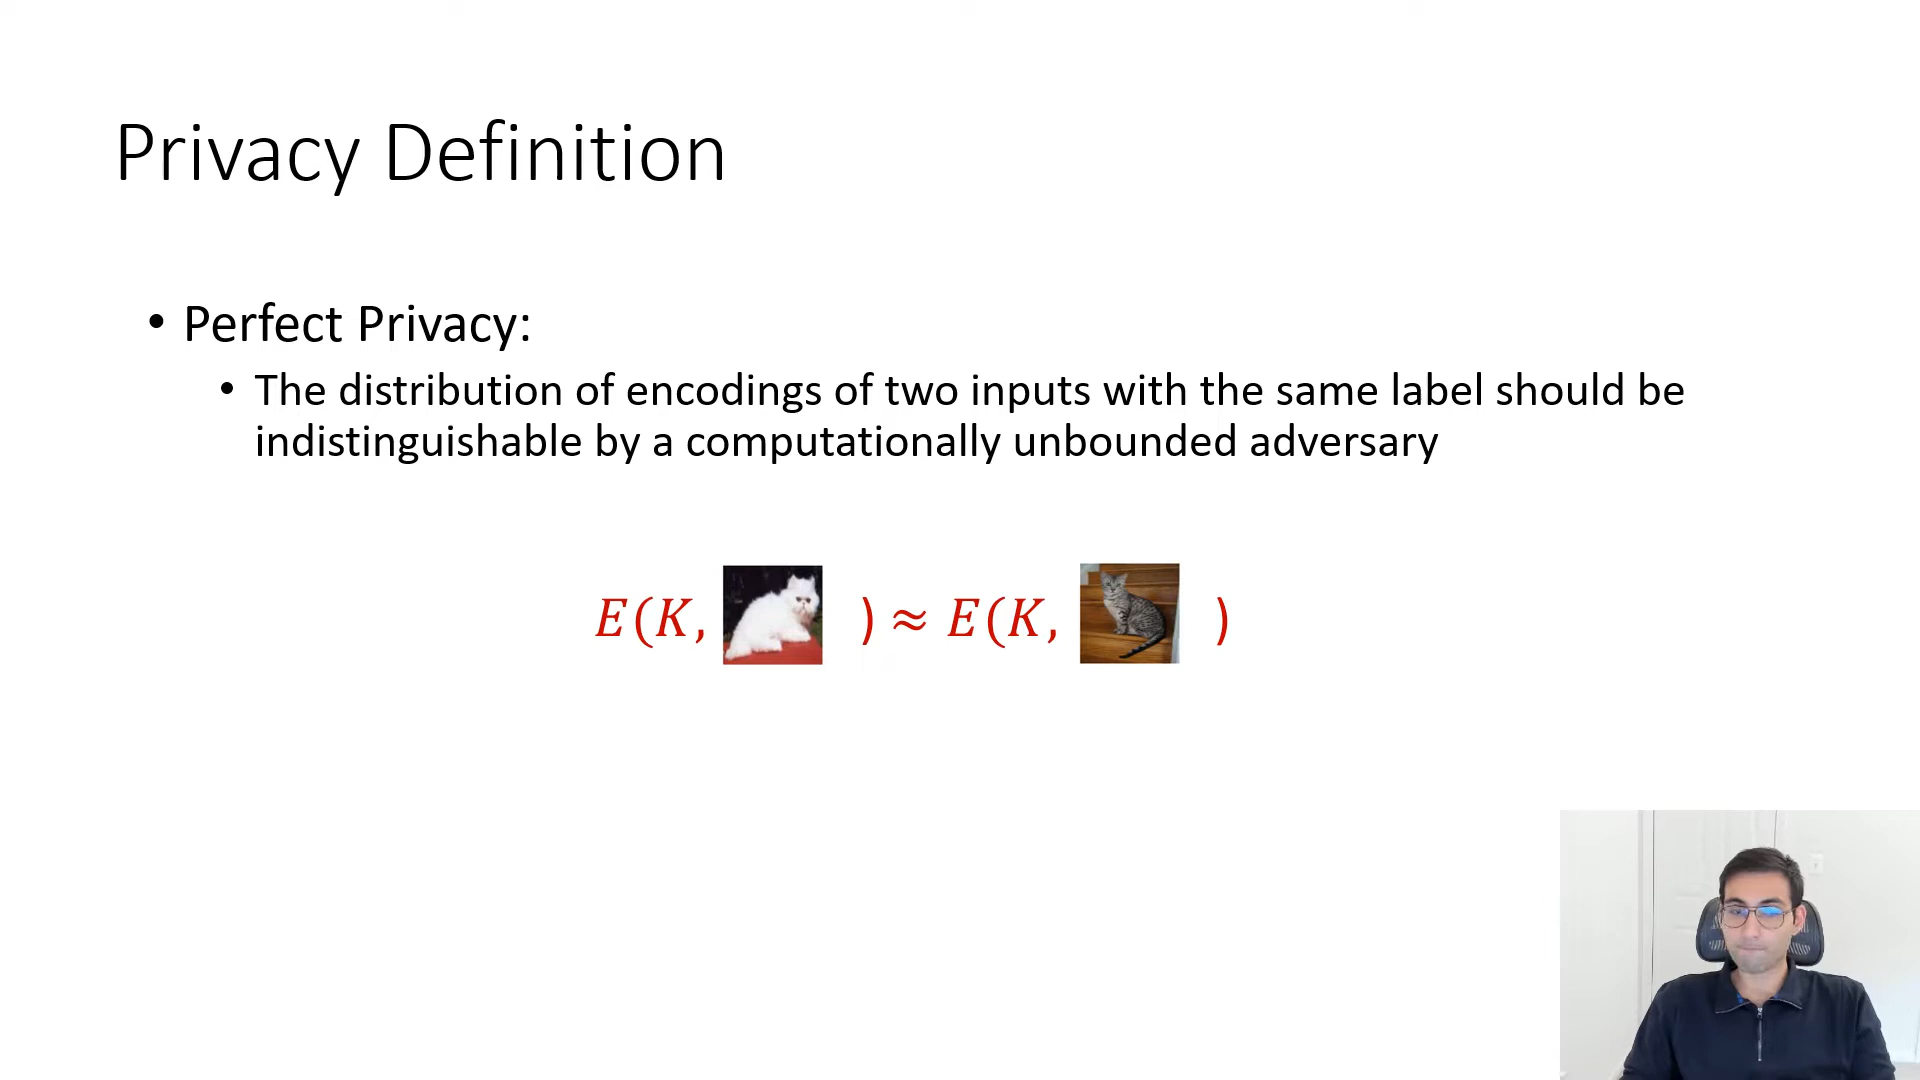 Privacy Definition
• Perfect Privacy:
• The distribution of encodings of two inputs with the same label should be
indistinguishable by a computationally unbounded adversary
E(K, ) ≈ E(K, )